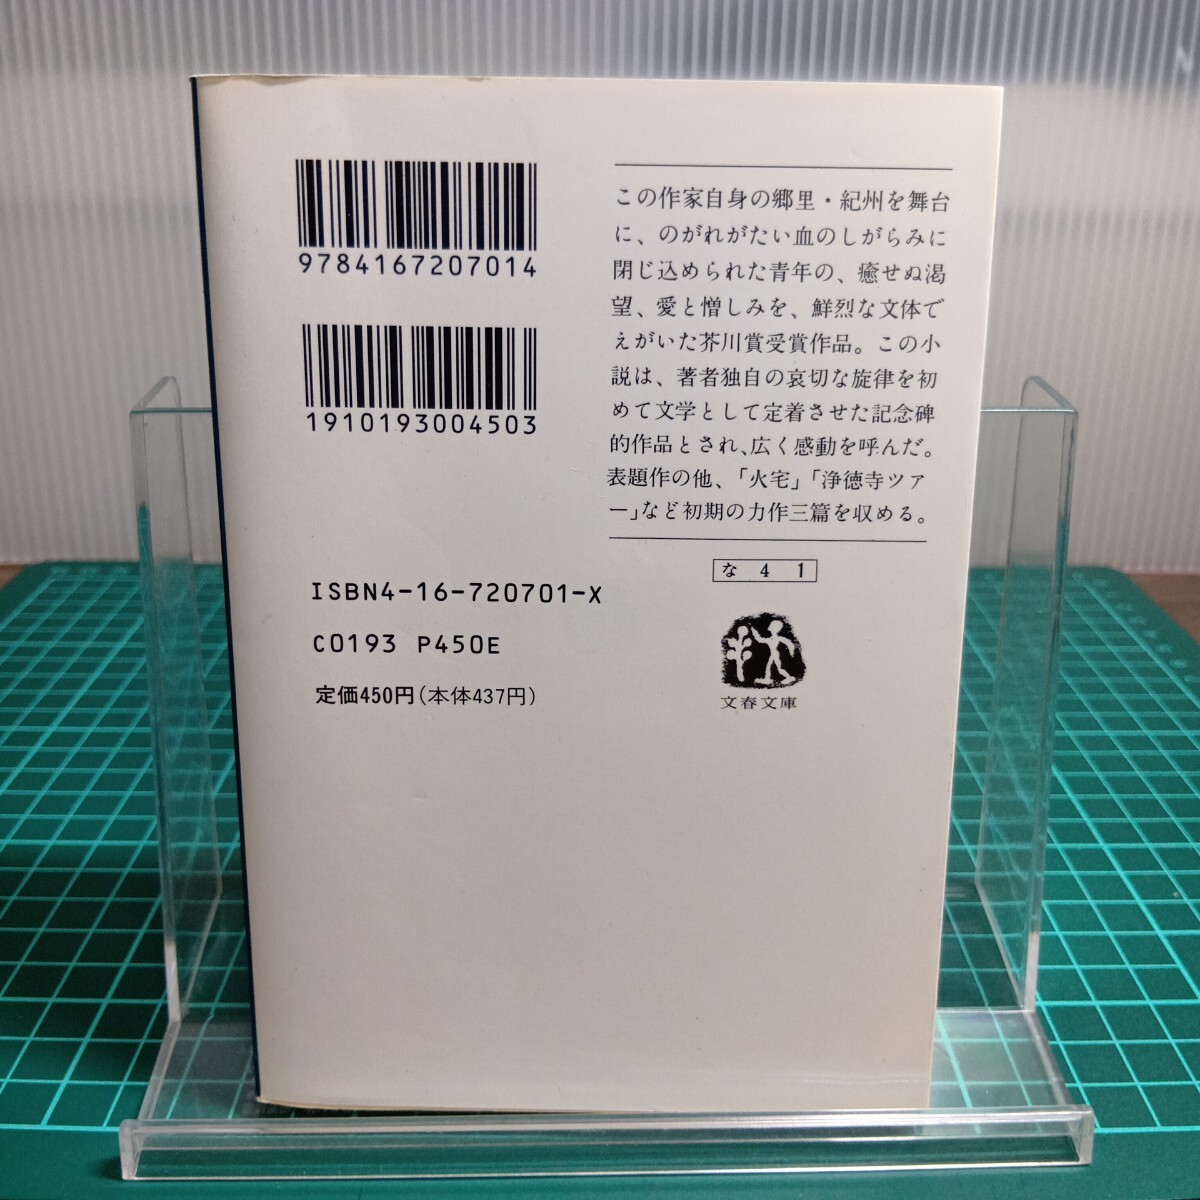 9784167207014
1910193004503
この作家自身の郷里・紀州を舞台
に、のがれがたい血のしがらみに
閉じ込められた青年の、癒せぬ渇
望、愛と憎しみを、鮮烈な文体で
えがいた芥川賞受賞作品。この小
説は、著者独自の哀切な旋律を初
めて文学として定着させた記念碑
的作品とされ、広く感動を呼んだ。
表題作の他、「火宅」「浄徳寺ツァ
ー」など初期の力作三篇を収める。
な 4 1
文春文庫
ISBN4-16-720701-X
C0193 P450E
定価450円(本体437円)